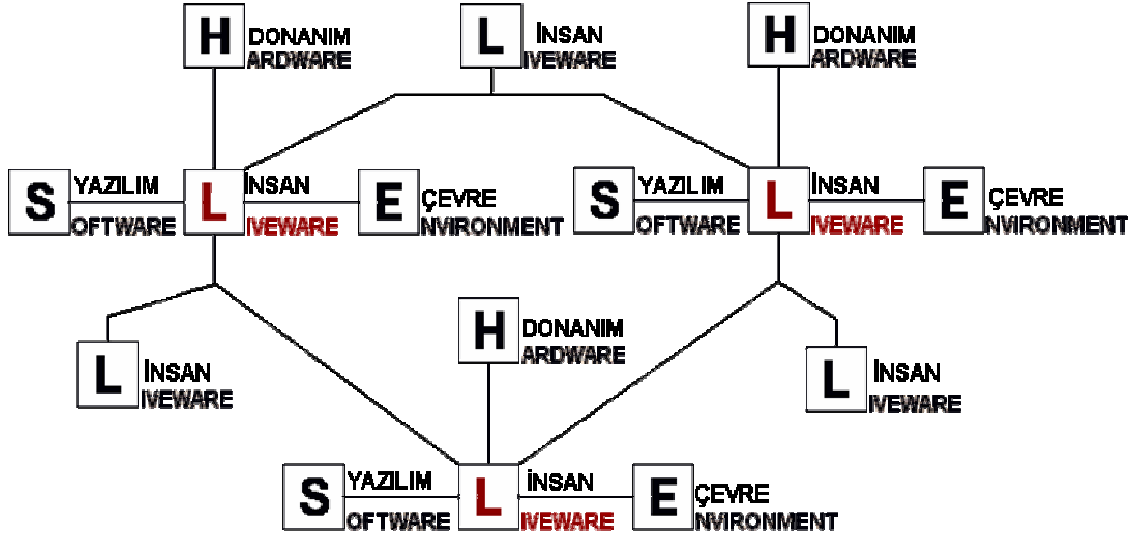 H DONANIM
ARDWARE
L İNSAN
IVEWARE
H DONANIM
ARDWARE
S YAZILIM
OFTWARE
L İNSAN
IVEWARE
E ÇEVRE
NVIRONMENT
S YAZILIM
OFTWARE
L İNSAN
IVEWARE
E ÇEVRE
NVIRONMENT
H DONANIM
ARDWARE
L İNSAN
IVEWARE
L İNSAN
IVEWARE
S YAZILIM
OFTWARE
L İNSAN
IVEWARE
E ÇEVRE
NVIRONMENT